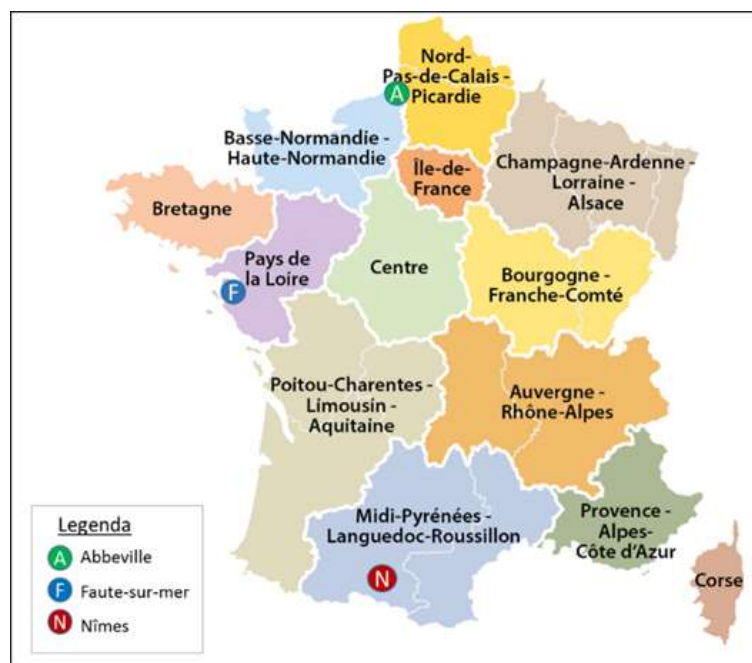 Nord-
Pas-de-Calais -
Picardie
A
Basse-Normandie -
Haute-Normandie
Île-de-
France
Champagne-Ardenne -
Lorraine -
Alsace
Bretagne
Pays de
la Loire
F
Centre
Bourgogne -
Franche-Comté
Poitou-Charentes -
Limousin -
Aquitaine
Auvergne -
Rhône-Alpes
Midi-Pyrénées -
Languedoc-Roussillon
N
Provence -
Alpes-
Côte d'Azur
Corse
Legenda
A Abbeville
F Faute-sur-mer
N Nîmes